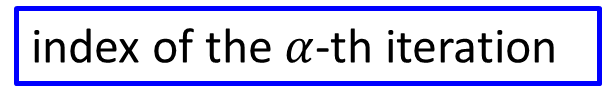 index of the 𝛼-th iteration